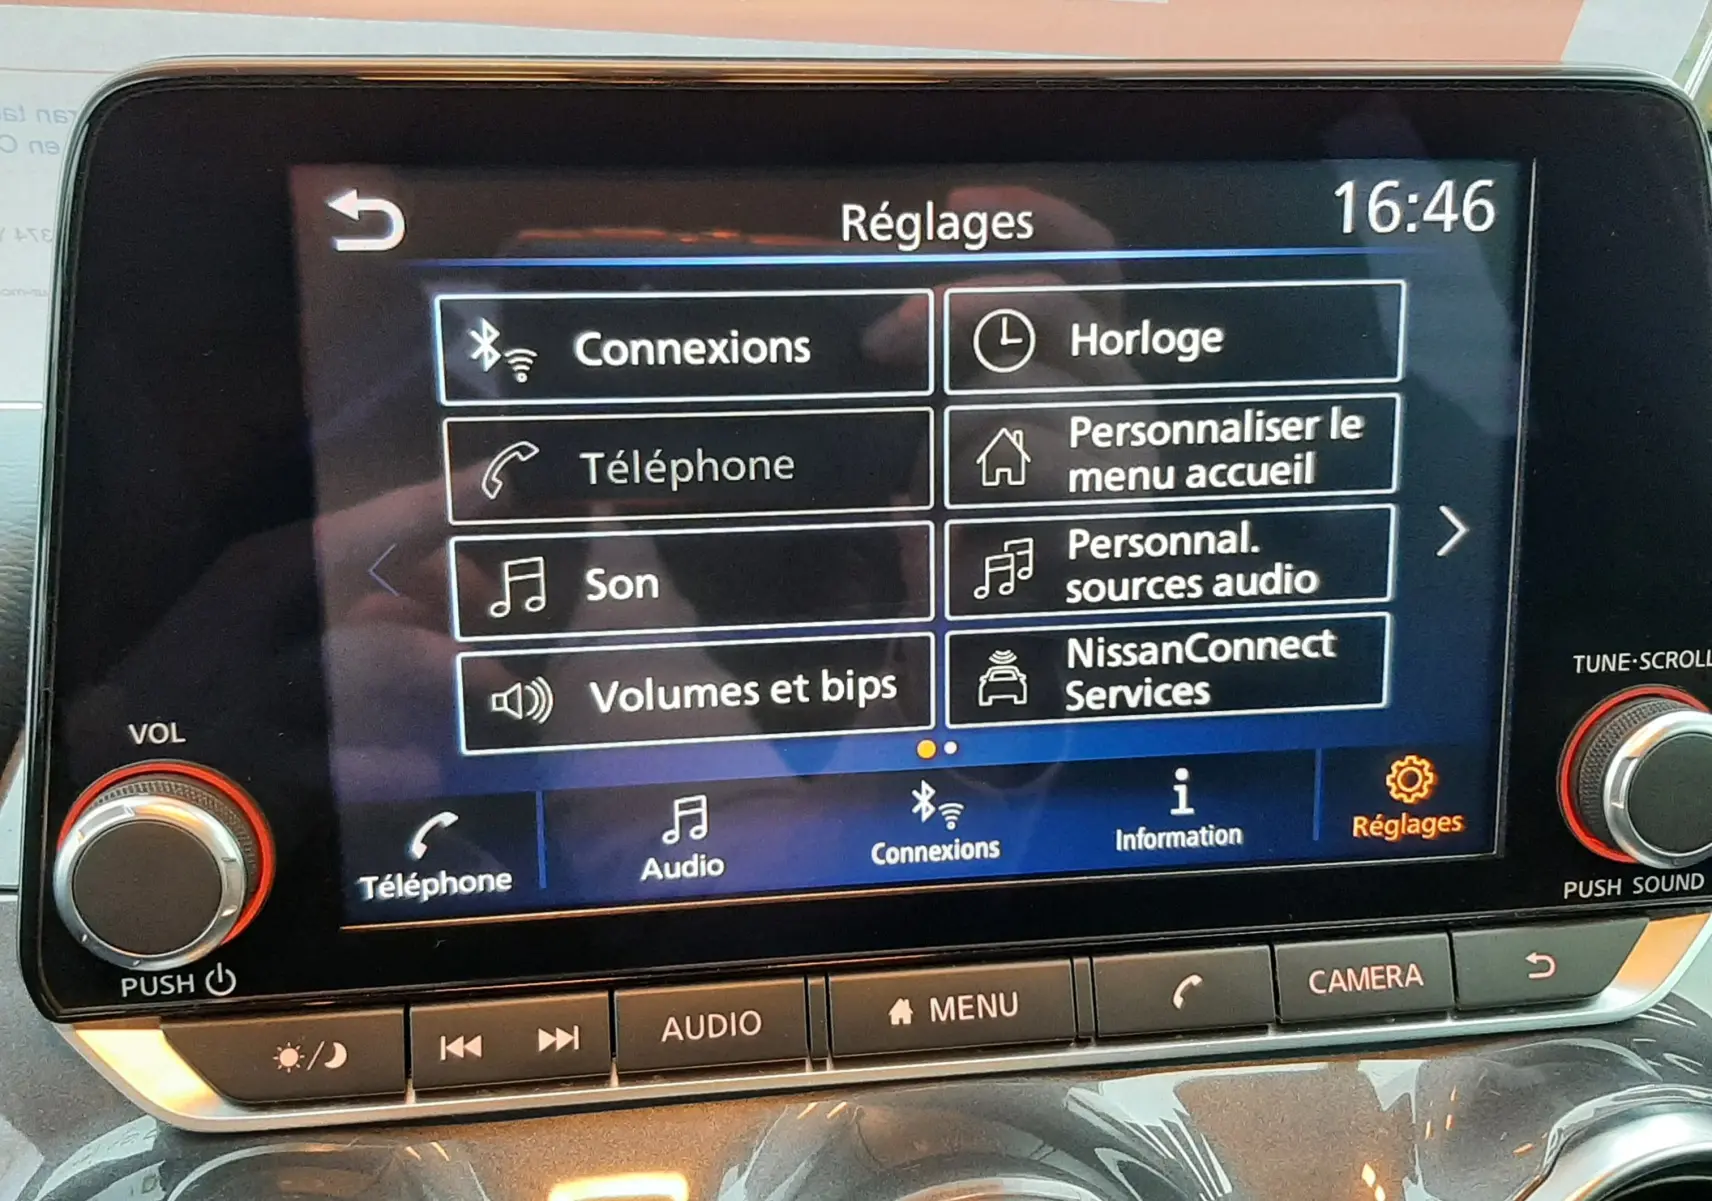 Réglages
16:46
Connexions
Horloge
Téléphone
Personnaliser le
menu accueil
Son
Personnal.
sources audio
Volumes et bips
NissanConnect
Services
Téléphone
Audio
Connexions
Information
Réglages
VOL
PUSH
TUNE·SCROLL
PUSH SOUND
AUDIO
MENU
CAMERA